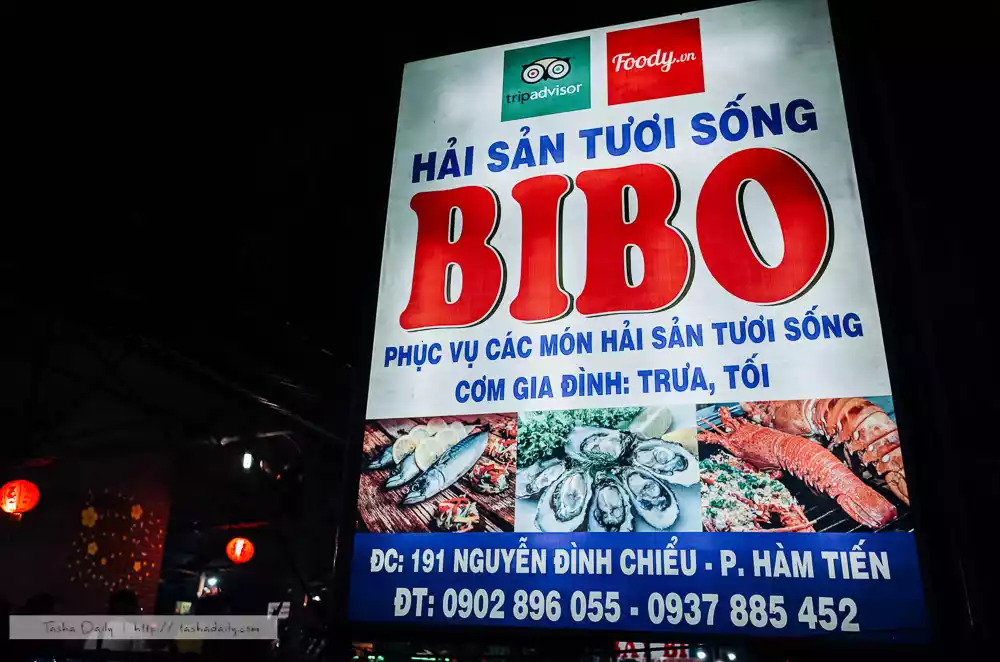 tripadvisor
Foody.vn
HẢI SẢN TƯƠI SỐNG
BIBO
PHỤC VỤ CÁC MÓN HẢI SẢN TƯƠI SỐNG
CƠM GIA ĐÌNH: TRƯA, TỐI
ĐC: 191 NGUYỄN ĐÌNH CHIỂU - P. HÀM TIẾN
ĐT: 0902 896 055 - 0937 885 452
Tasha Daily | http://tashadaily.com/